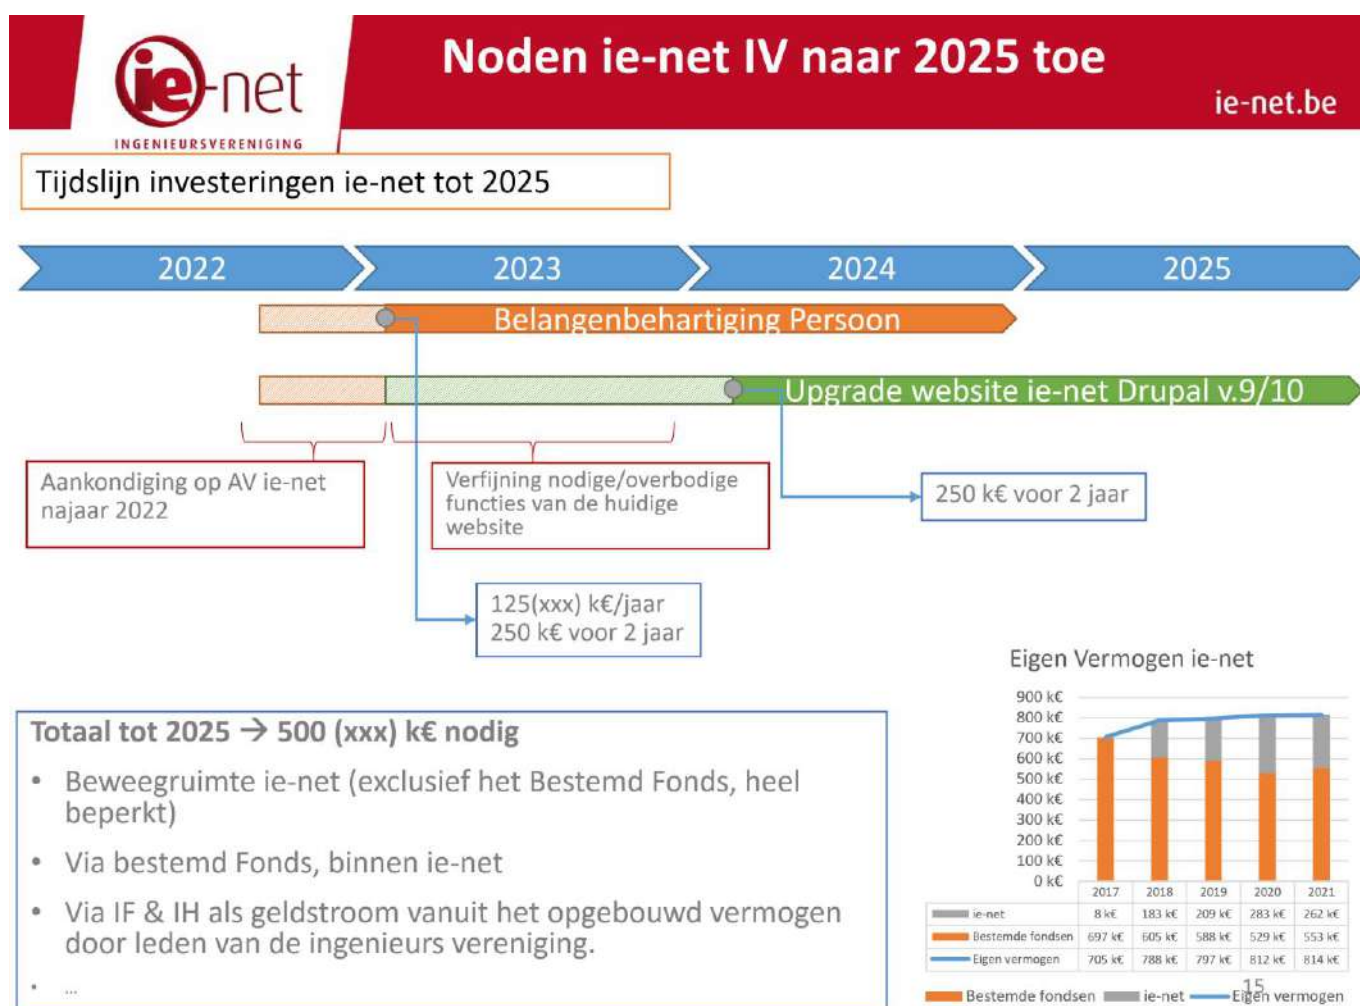 Noden ie-net IV naar 2025 toe
ie-net
INGENIEURSVERENIGING
ie-net.be
Tijdslijn investeringen ie-net tot 2025
2022
2023
2024
2025
Belangenbehartiging Persoon
Upgrade website ie-net Drupal v.9/10
Aankondiging op AV ie-net
najaar 2022
Verfijning nodige/overbodige
functies van de huidige
website
250 k€ voor 2 jaar
125(xxx) k€/jaar
250 k€ voor 2 jaar
Totaal tot 2025 → 500 (xxx) k€ nodig
• Beweegruimte ie-net (exclusief het Bestemd Fonds, heel
beperkt)
• Via bestemd Fonds, binnen ie-net
• Via IF & IH als geldstroom vanuit het opgebouwd vermogen
door leden van de ingenieurs vereniging.
• ...
Eigen Vermogen ie-net
900 k€
800 k€
700 k€
600 k€
500 k€
400 k€
300 k€
200 k€
100 k€
0 k€
2017 2018 2019 2020 2021
ie-net 8 k€ 183 k€ 209 k€ 283 k€ 262 k€
Bestemde fondsen 697 k€ 605 k€ 588 k€ 529 k€ 553 k€
Eigen vermogen 705 k€ 788 k€ 797 k€ 812 k€ 814 k€
15
Bestemde fondsen ie-net Eigen vermogen